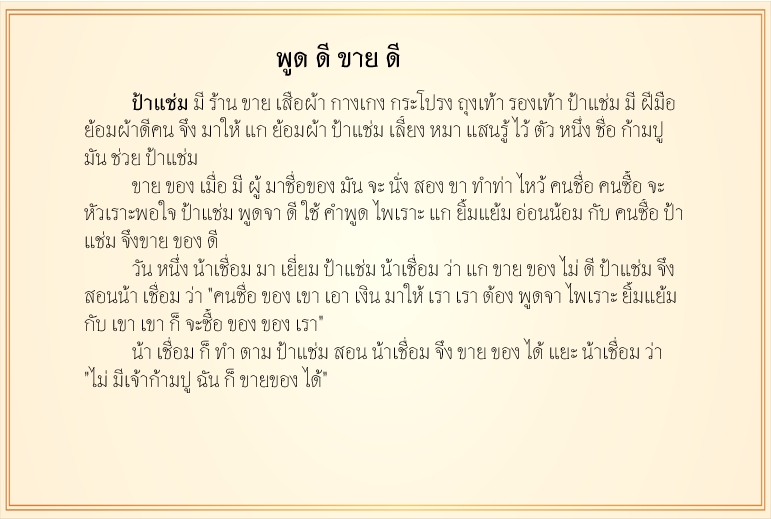 พูด ดี ขาย ดี
ป้าแช่ม มี ร้าน ขาย เสื้อผ้า กางเกง กระโปรง ถุงเท้า รองเท้า ป้าแช่ม มี ฝีมือ
ย้อมผ้าดีคน จึง มาให้ แก ย้อมผ้า ป้าแช่ม เลี้ยง หมา แสนรู้ ไว้ ตัว หนึ่ง ชื่อ ก้ามปู
มัน ช่วย ป้าแช่ม
ขาย ของ เมื่อ มี ผู้ มาชื่อของ มัน จะ นั่ง สอง ขา ทำท่า ไหว้ คนชื่อ คนซื้อ จะ
หัวเราะพอใจ ป้าแช่ม พูดจา ดี ใช้ คำพูด ไพเราะ แก ยิ้มแย้ม อ่อนน้อม กับ คนซื้อ ป้า
แช่ม จึงขาย ของ ดี
วัน หนึ่ง น้าเชื่อม มา เยี่ยม ป้าแช่ม น้าเชื่อม ว่า แก ขาย ของ ไม่ ดี ป้าแช่ม จึง
สอนน้า เชื่อม ว่า "คนชื่อ ของ เขา เอา เงิน มาให้ เรา เรา ต้อง พูดจา ไพเราะ ยิ้มแย้ม
กับ เขา เขา ก็ จะซื้อ ของ ของ เรา"
น้า เชื่อม ก็ ทำ ตาม ป้าแช่ม สอน น้าเชื่อม จึง ขาย ของ ได้ แยะ น้าเชื่อม ว่า
"ไม่ มีเจ้าก้ามปู ฉัน ก็ ขายของ ได้"